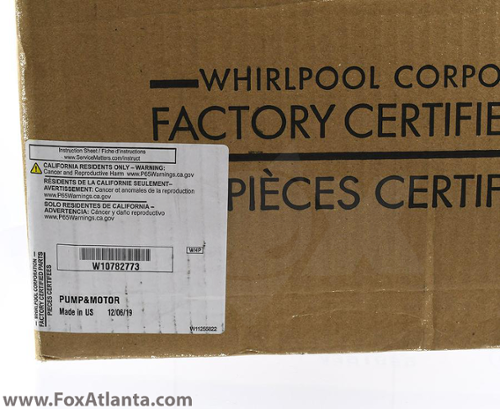 WHIRLPOOL CORPO
FACTORY CERTIFIE
PIÈCES CERTIF
Instruction Sheet / Fiche d'instructions
www.ServiceMatters.com/instruct
CALIFORNIA RESIDENTS ONLY – WARNING:
Cancer and Reproductive Harm www.P65Warnings.ca.gov
RÉSIDENTS DE LA CALIFORNIE SEULEMENT–
AVERTISSEMENT: Cancer et anomalies de la reproduction
www.P65Warnings.ca.gov
SOLO RESIDENTES DE CALIFORNIA –
ADVERTENCIA: Cáncer y daño reproductivo
www.P65Warnings.ca.gov
WHP
W10782773
PUMP&MOTOR
Made in US 12/06/19
W11255022
WHIRLPOOL CORPORATION
FACTORY CERTIFIED PARTS
PIÈCES CERTIFIÉES
www.FoxAtlanta.com